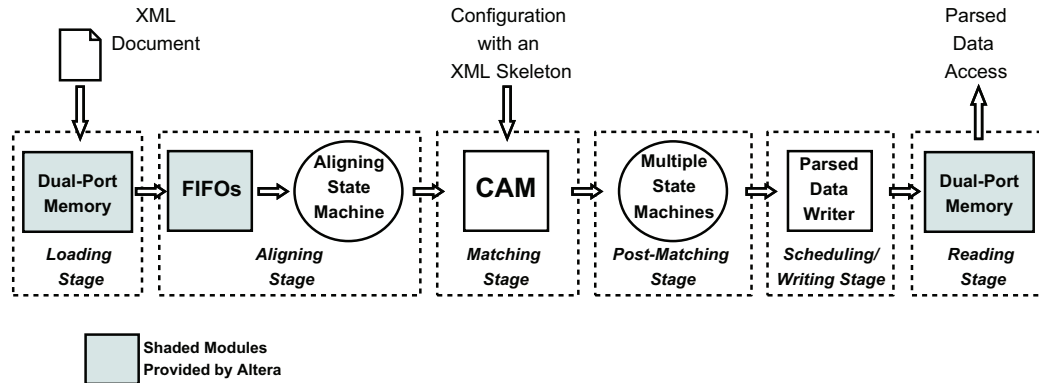 XML
Document
Configuration
with an
XML Skeleton
Parsed
Data
Access
Dual-Port
Memory
Loading
Stage
FIFOs
Aligning
State
Machine
Aligning
Stage
CAM
Matching
Stage
Multiple
State
Machines
Post-Matching
Stage
Parsed
Data
Writer
Scheduling/
Writing Stage
Dual-Port
Memory
Reading
Stage
Shaded Modules
Provided by Altera